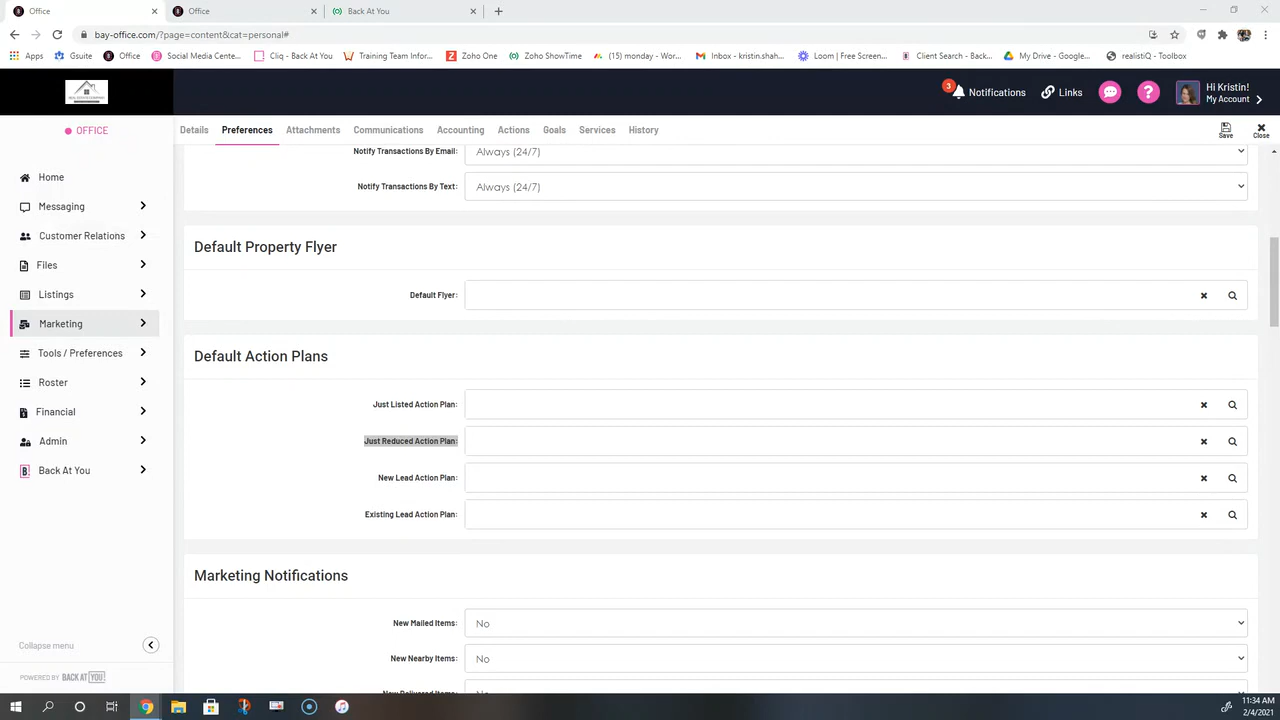 Office
Office
Back At You
bay-office.com/?page=content&cat=personal#
Apps
Gsuite
Office
Social Media Cente...
Cliq - Back At You
Training Team Infor...
Zoho One
Zoho ShowTime
(15) monday - Wor...
Inbox - kristin.shah...
Loom | Free Screen...
Client Search - Bac...
My Drive - Google...
realistiQ - Toolbox
3
Notifications
Links
Hi Kristin!
My Account
OFFICE
Details
Preferences
Attachments
Communications
Accounting
Actions
Goals
Services
History
Save
Close
Home
Messaging
Customer Relations
Files
Listings
Marketing
Tools / Preferences
Roster
Financial
Admin
Back At You
Collapse menu
POWERED BY BACK AT YOU!
Notify Transactions By Email:
Always (24/7)
Notify Transactions By Text:
Always (24/7)
Default Property Flyer
Default Flyer:
Default Action Plans
Just Listed Action Plan:
Just Reduced Action Plan:
New Lead Action Plan:
Existing Lead Action Plan:
Marketing Notifications
New Mailed Items:
No
New Nearby Items:
No
New Delivered Items:
No
11:34 AM
2/4/2021